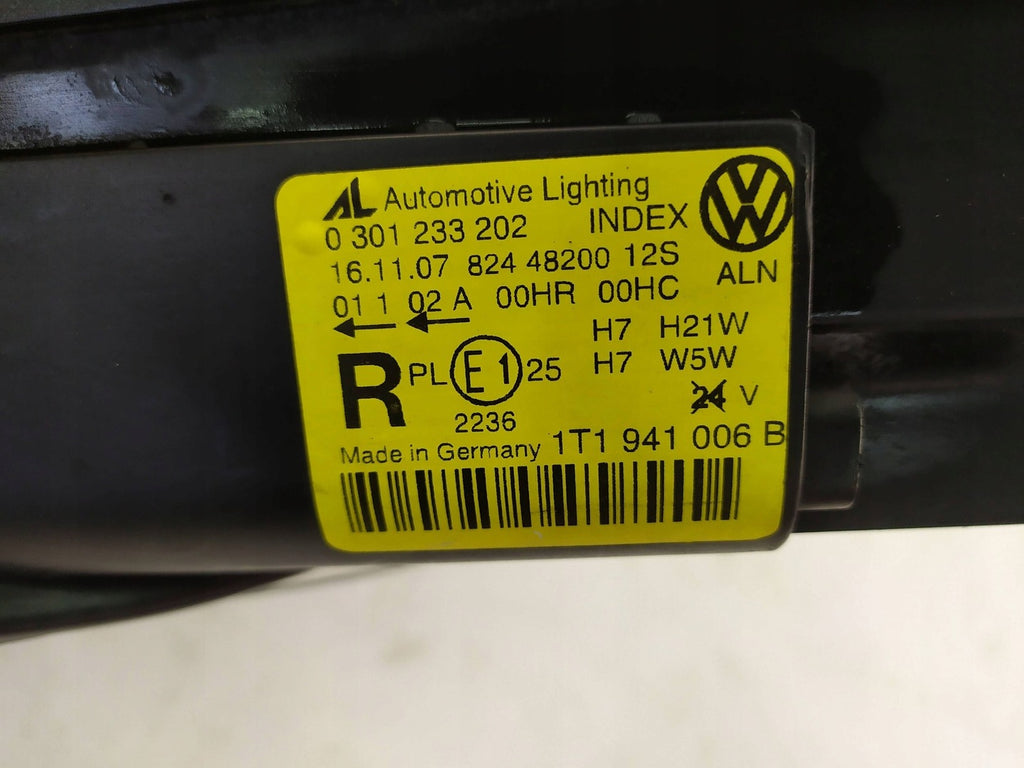 AL Automotive Lighting
0 301 233 202 INDEX
16.11.07 824 48200 12S
ALN
01 1 02 A 00HR 00HC
H7 H21W
R PL E1 25 H7 W5W
24 V
2236
Made in Germany 1T1 941 006 B